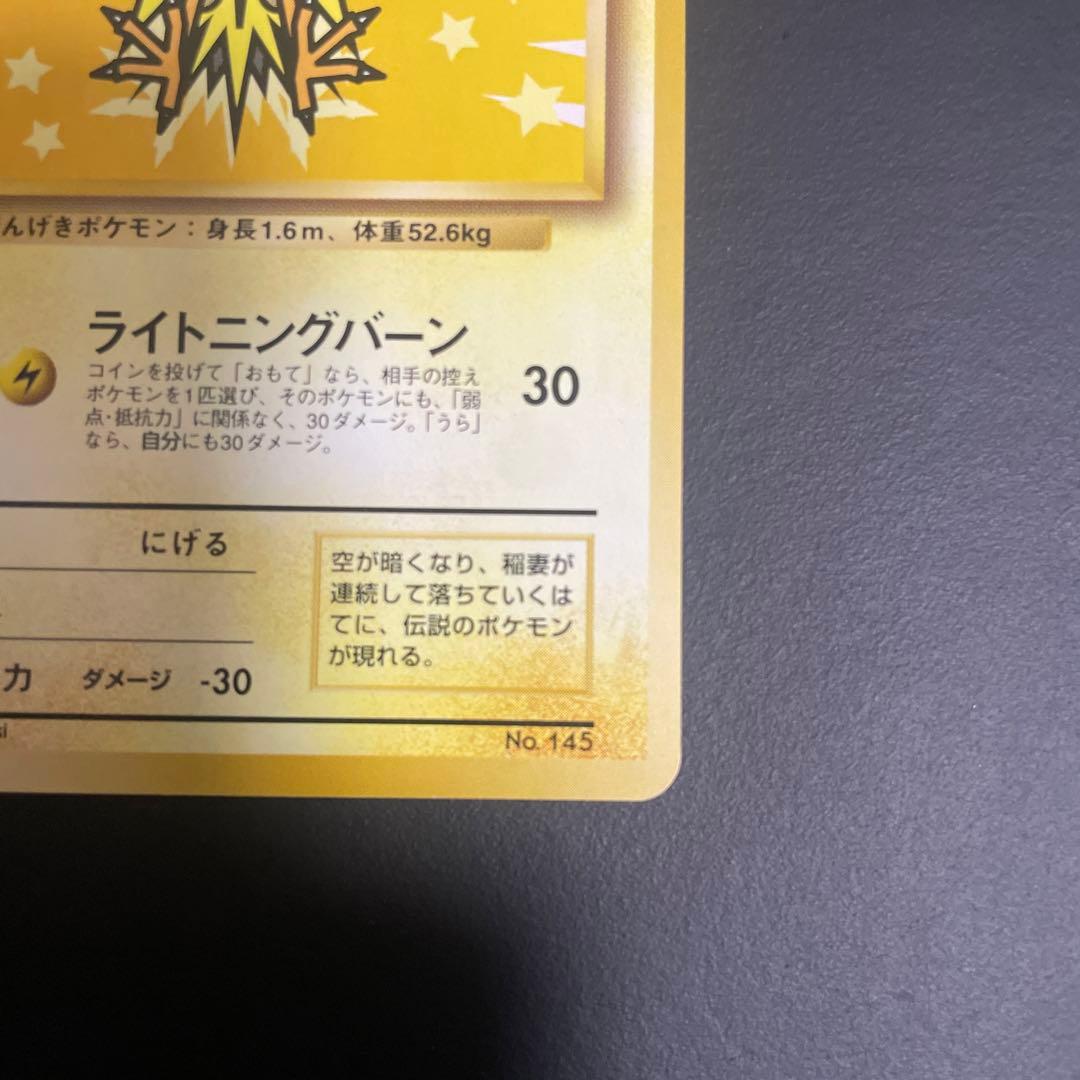 んげきポケモン：身長1.6m、体重52.6kg
ライトニングバーン
コインを投げて「おもて」なら、相手の控え
ポケモンを1匹選び、そのポケモンにも、「弱
点・抵抗力」に関係なく、30ダメージ。「うら」
なら、自分にも30ダメージ。
30
にげる
力 ダメージ -30
空が暗くなり、稲妻が
連続して落ちていくは
てに、伝説のポケモン
が現れる。
No. 145